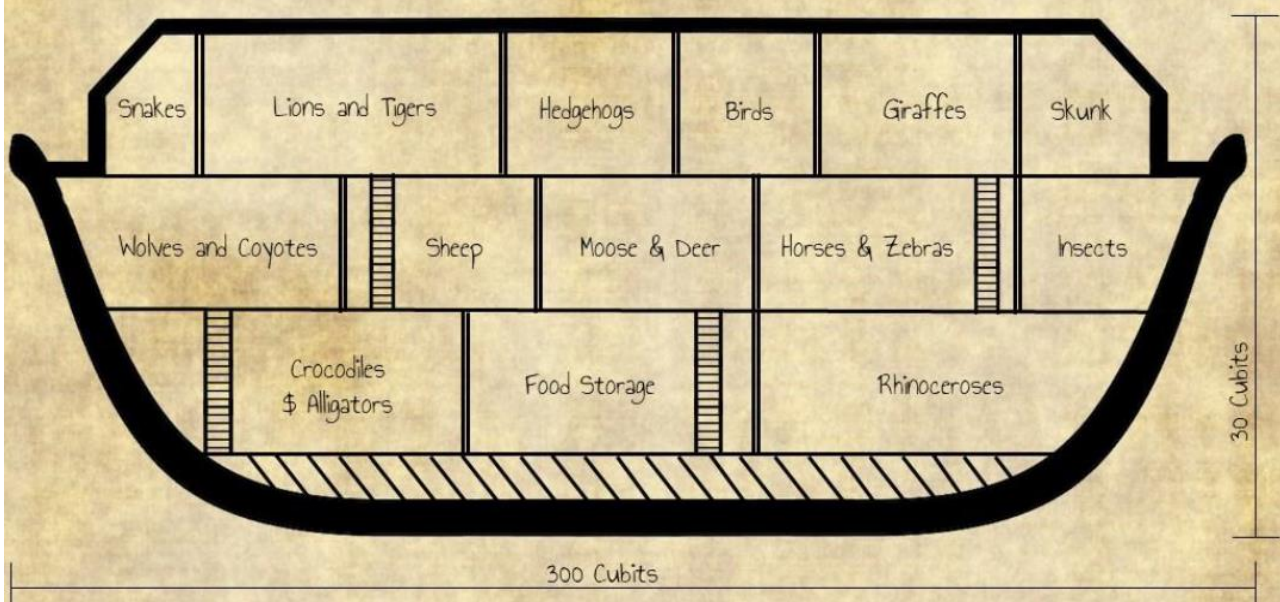 Snakes
Lions and Tigers
Hedgehogs
Birds
Giraffes
Skunk
Wolves and Coyotes
Sheep
Moose & Deer
Horses & Zebras
Insects
Crocodiles
$ Alligators
Food Storage
Rhinoceroses
30 Cubits
300 Cubits